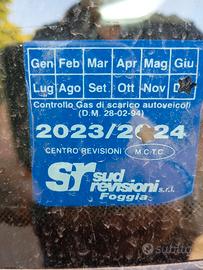 Gen Feb Mar Apr Mag Giu
Lug Ago Set Ott Nov
Controllo Gas di scarico autoveicoli
(D.M. 28-02-94)
2023/2024
CENTRO REVISIONI M.C.T.C.
sr sud
revisioni s.r.l.
Foggia
subito